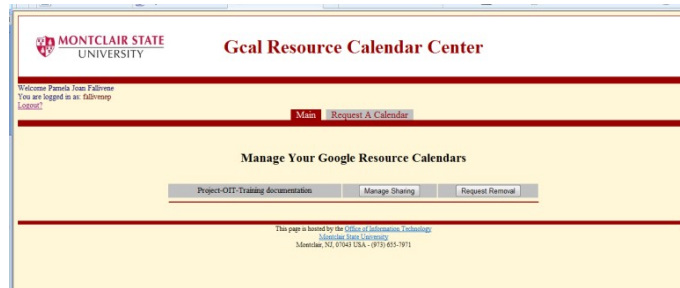 MONTCLAIR STATE
UNIVERSITY
Gcal Resource Calendar Center
Welcome Pamela Joan Fallivene
You are logged in as: fallivenep
Logout?
Main Request A Calendar
Manage Your Google Resource Calendars
Project-OIT-Training documentation Manage Sharing Request Removal
This page is hosted by the Office of Information Technology
Montclair State University
Montclair, NJ, 07043 USA - (973) 655-7971